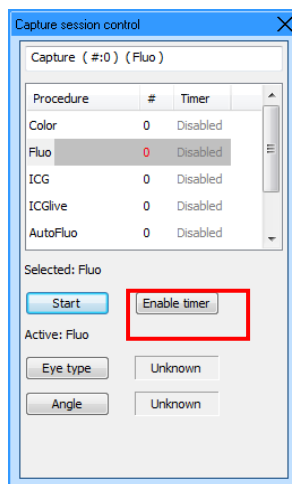 Capture session control
Capture ( #:0 ) ( Fluo )
Procedure # Timer
Color 0 Disabled
Fluo 0 Disabled
ICG 0 Disabled
ICGlive 0 Disabled
AutoFluo 0 Disabled
Selected: Fluo
Start Enable timer
Active: Fluo
Eye type Unknown
Angle Unknown